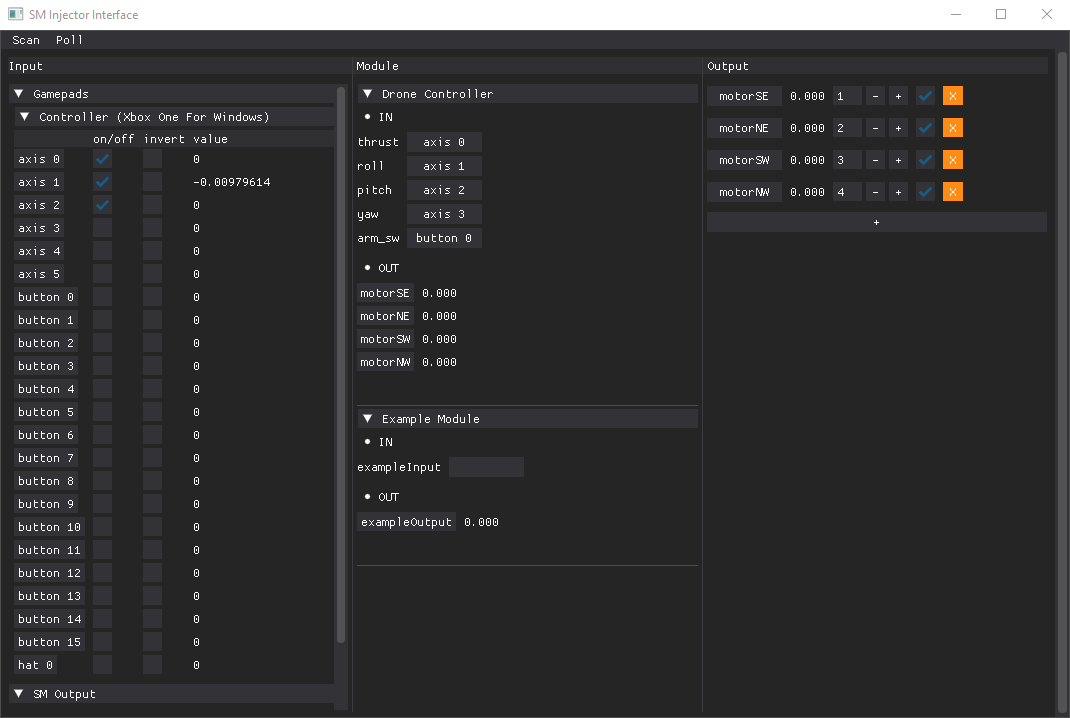 SM Injector Interface
Scan Poll
Input
Gamepads
Controller (Xbox One For Windows)
on/off invert value
axis 0 0
axis 1 -0.00979614
axis 2 0
axis 3 0
axis 4 0
axis 5 0
button 0 0
button 1 0
button 2 0
button 3 0
button 4 0
button 5 0
button 6 0
button 7 0
button 8 0
button 9 0
button 10 0
button 11 0
button 12 0
button 13 0
button 14 0
button 15 0
hat 0 0
SM Output
Module
Drone Controller
• IN
thrust axis 0
roll axis 1
pitch axis 2
yaw axis 3
arm_sw button 0
• OUT
motorSE 0.000
motorNE 0.000
motorSW 0.000
motorNW 0.000
Example Module
• IN
exampleInput
• OUT
exampleOutput 0.000
Output
motorSE 0.000 1 - + X
motorNE 0.000 2 - + X
motorSW 0.000 3 - + X
motorNW 0.000 4 - + X
+